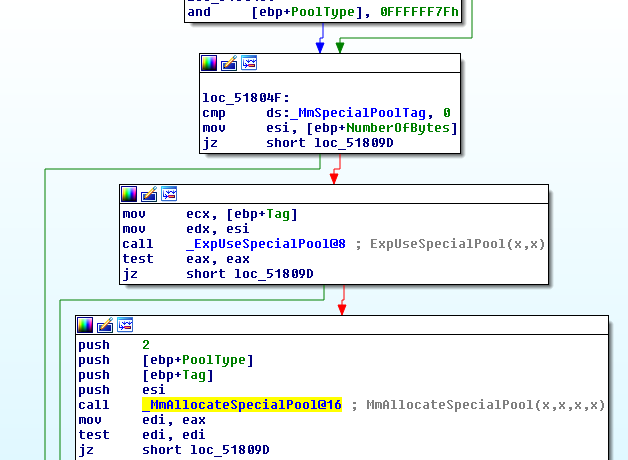 and [ebp+PoolType], 0FFFFFF7Fh
loc_51804F:
cmp ds:_MmSpecialPoolTag, 0
mov esi, [ebp+NumberOfBytes]
jz short loc_51809D
mov ecx, [ebp+Tag]
mov edx, esi
call _ExpUseSpecialPool@8 ; ExpUseSpecialPool(x,x)
test eax, eax
jz short loc_51809D
push 2
push [ebp+PoolType]
push [ebp+Tag]
push esi
call _MmAllocateSpecialPool@16 ; MmAllocateSpecialPool(x,x,x,x)
mov edi, eax
test edi, edi
jz short loc_51809D